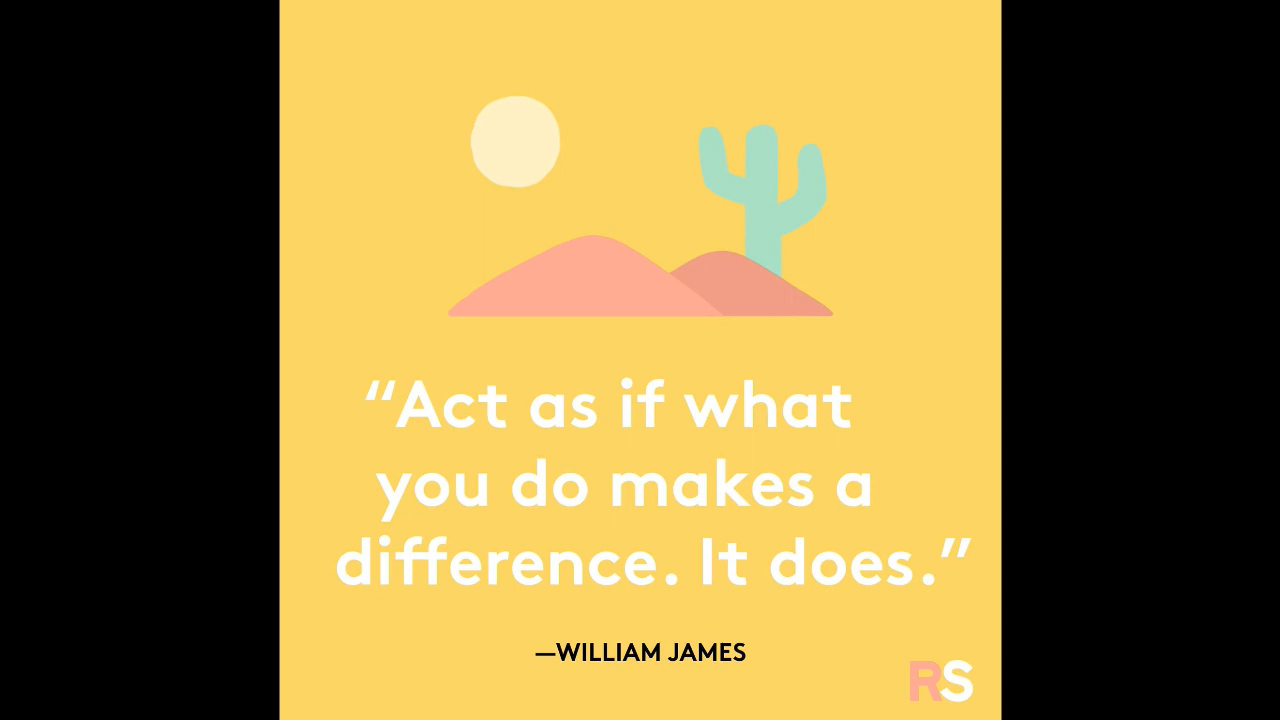 “Act as if what
you do makes a
difference. It does.”
—WILLIAM JAMES
RS